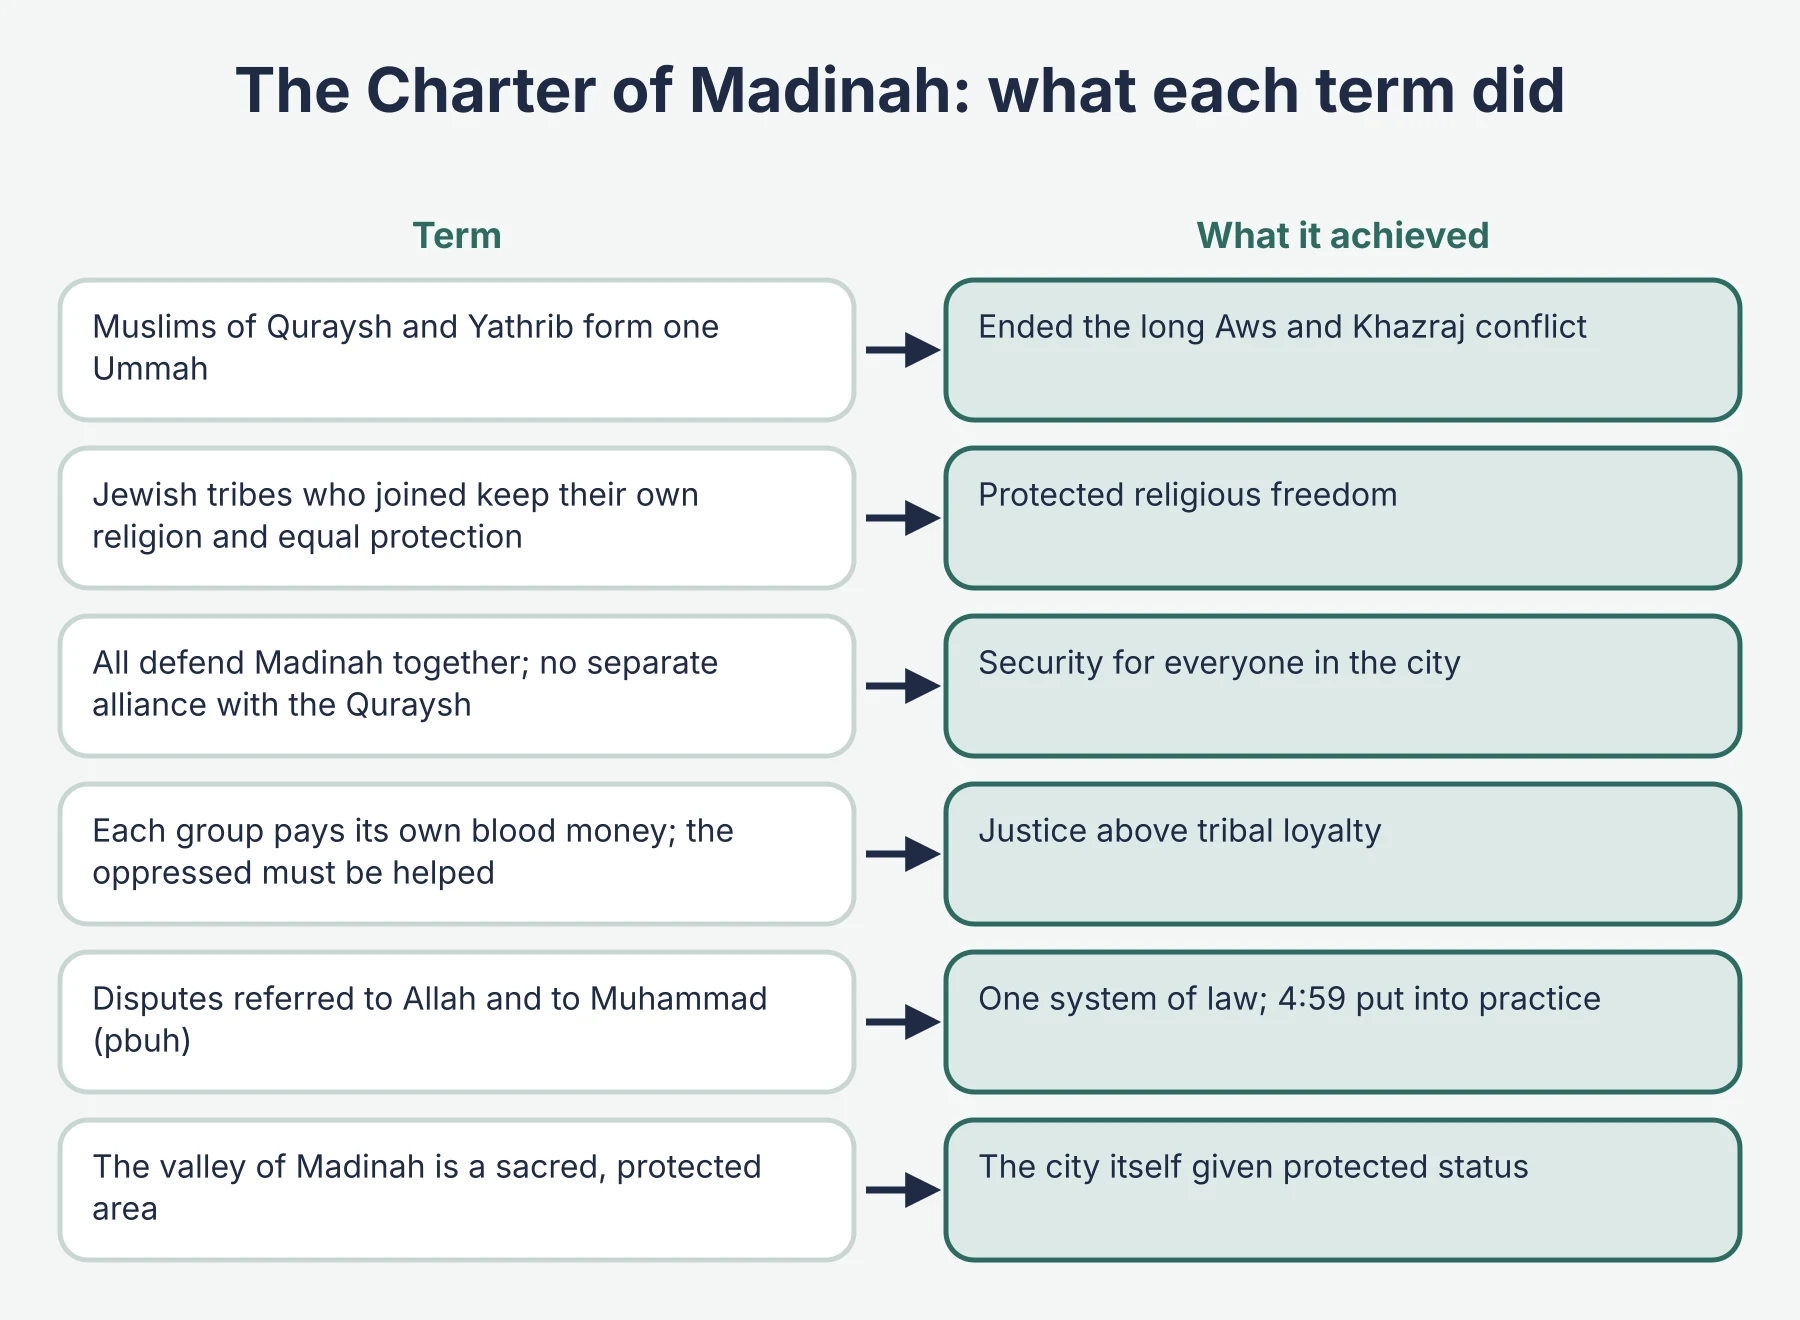 The Charter of Madinah: what each term did
Term
What it achieved
Muslims of Quraysh and Yathrib form one
Ummah
Ended the long Aws and Khazraj conflict
Jewish tribes who joined keep their own
religion and equal protection
Protected religious freedom
All defend Madinah together; no separate
alliance with the Quraysh
Security for everyone in the city
Each group pays its own blood money; the
oppressed must be helped
Justice above tribal loyalty
Disputes referred to Allah and to Muhammad
(pbuh)
One system of law; 4:59 put into practice
The valley of Madinah is a sacred, protected
area
The city itself given protected status